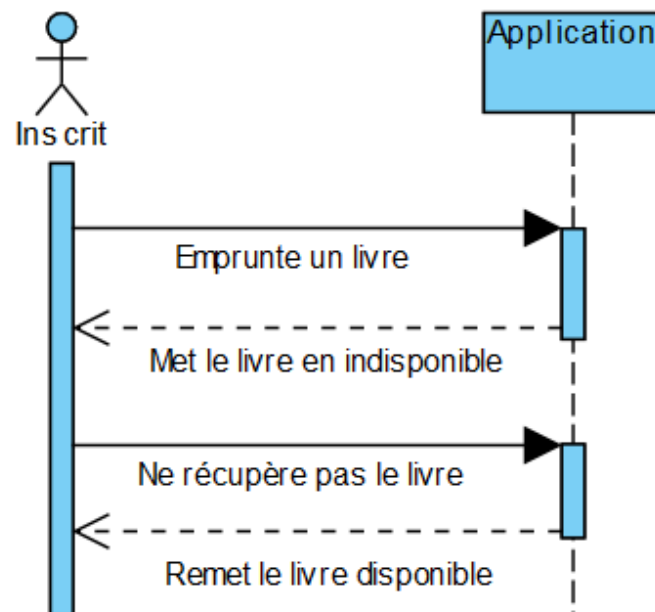 Application
Inscrit
Emprunte un livre
Met le livre en indisponible
Ne récupère pas le livre
Remet le livre disponible